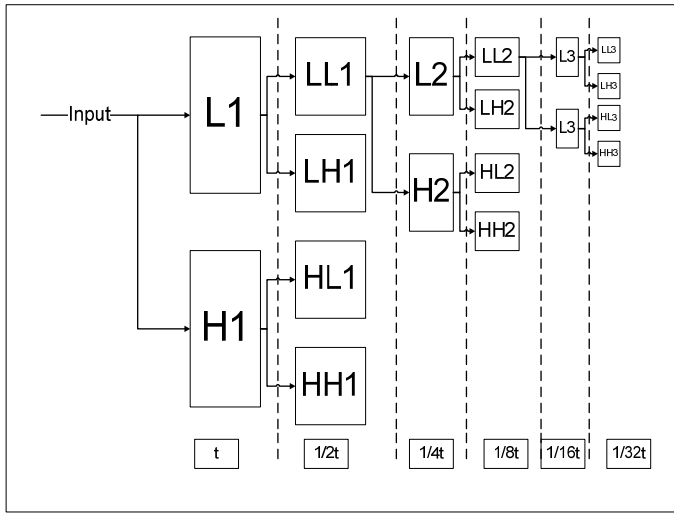 Input
L1
H1
LL1
LH1
HL1
HH1
L2
H2
LL2
LH2
HL2
HH2
L3
L3
LL3
LH3
HL3
HH3
t
1/2t
1/4t
1/8t
1/16t
1/32t